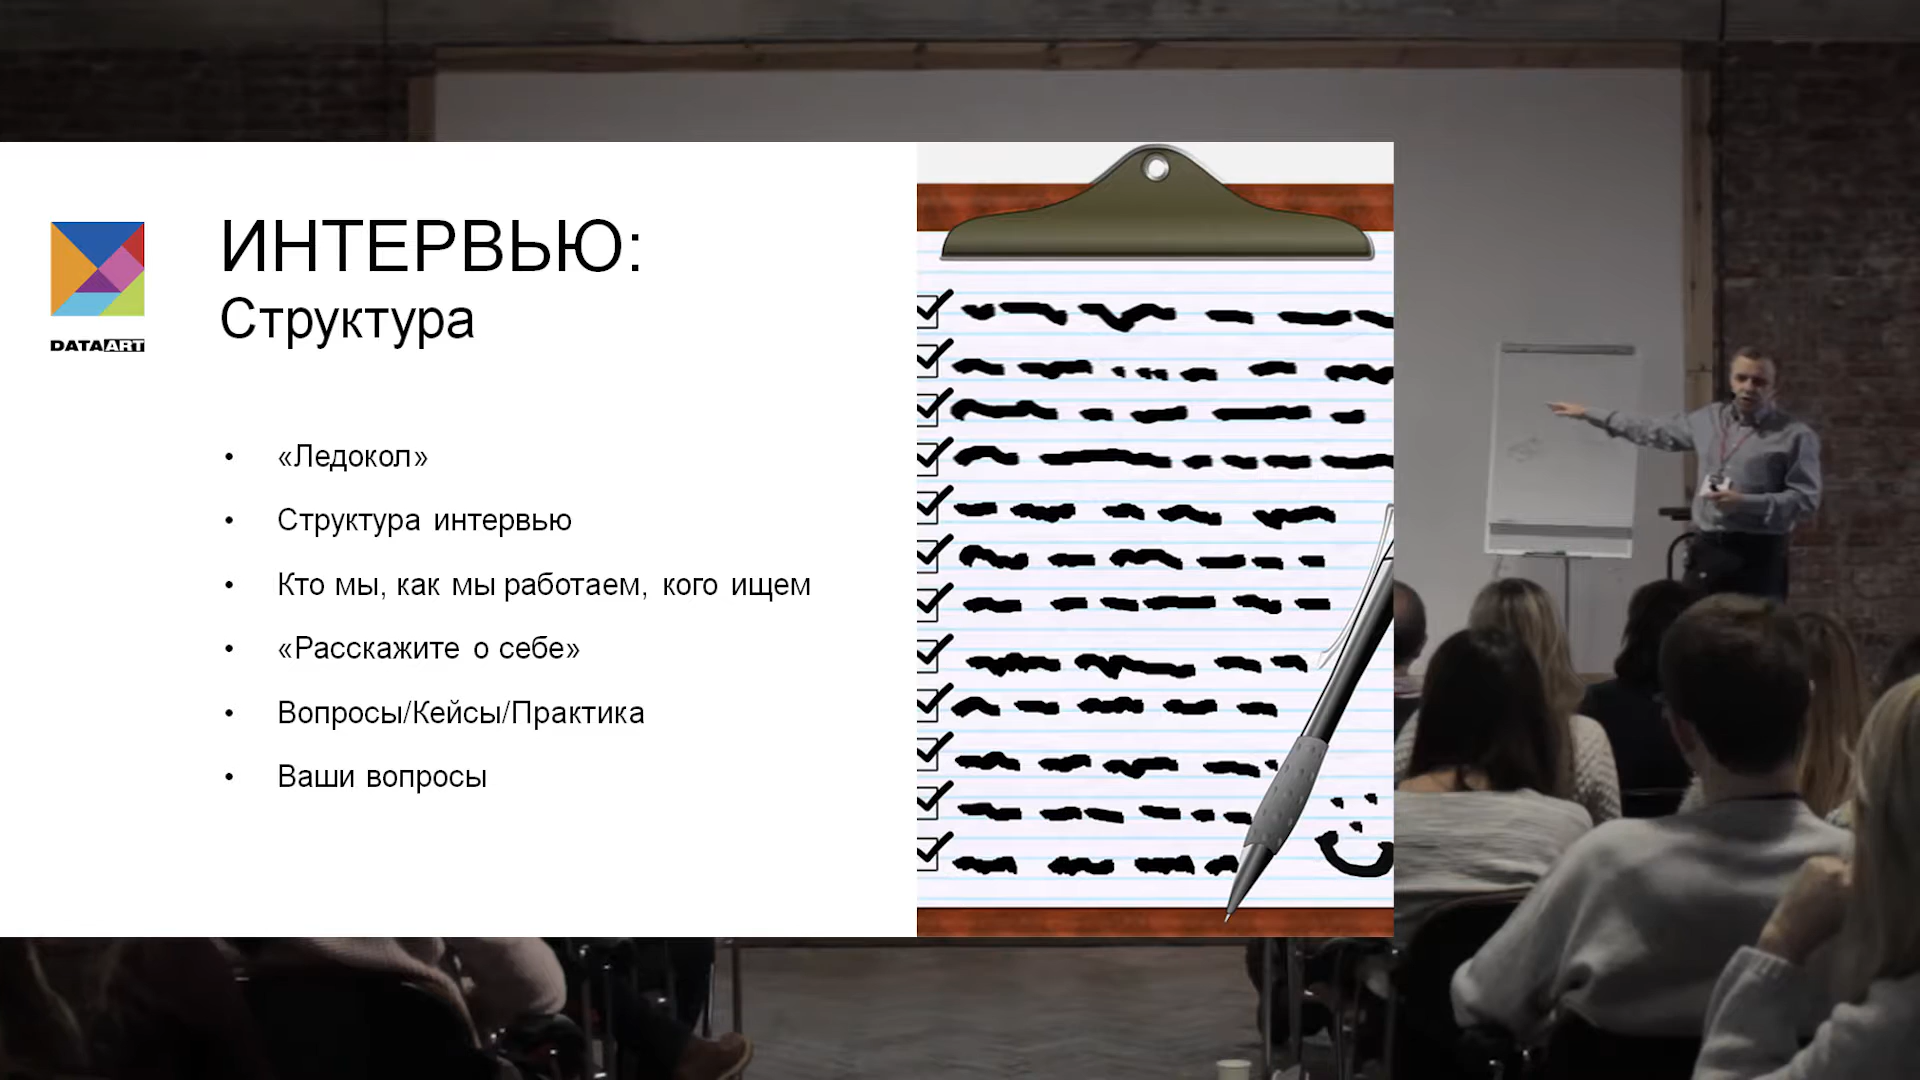 ИНТЕРВЬЮ:
Структура
DATAART
• «Ледокол»
• Структура интервью
• Кто мы, как мы работаем, кого ищем
• «Расскажите о себе»
• Вопросы/Кейсы/Практика
• Ваши вопросы